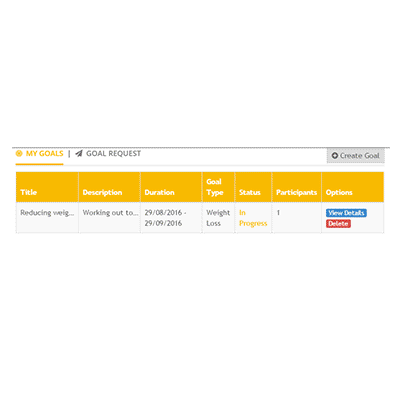 MY GOALS | GOAL REQUEST
Create Goal
Title Description Duration Goal Type Status Participants Options
Reducing weig... Working out to... 29/08/2016 - 29/09/2016 Weight Loss In Progress 1 View Details
Delete